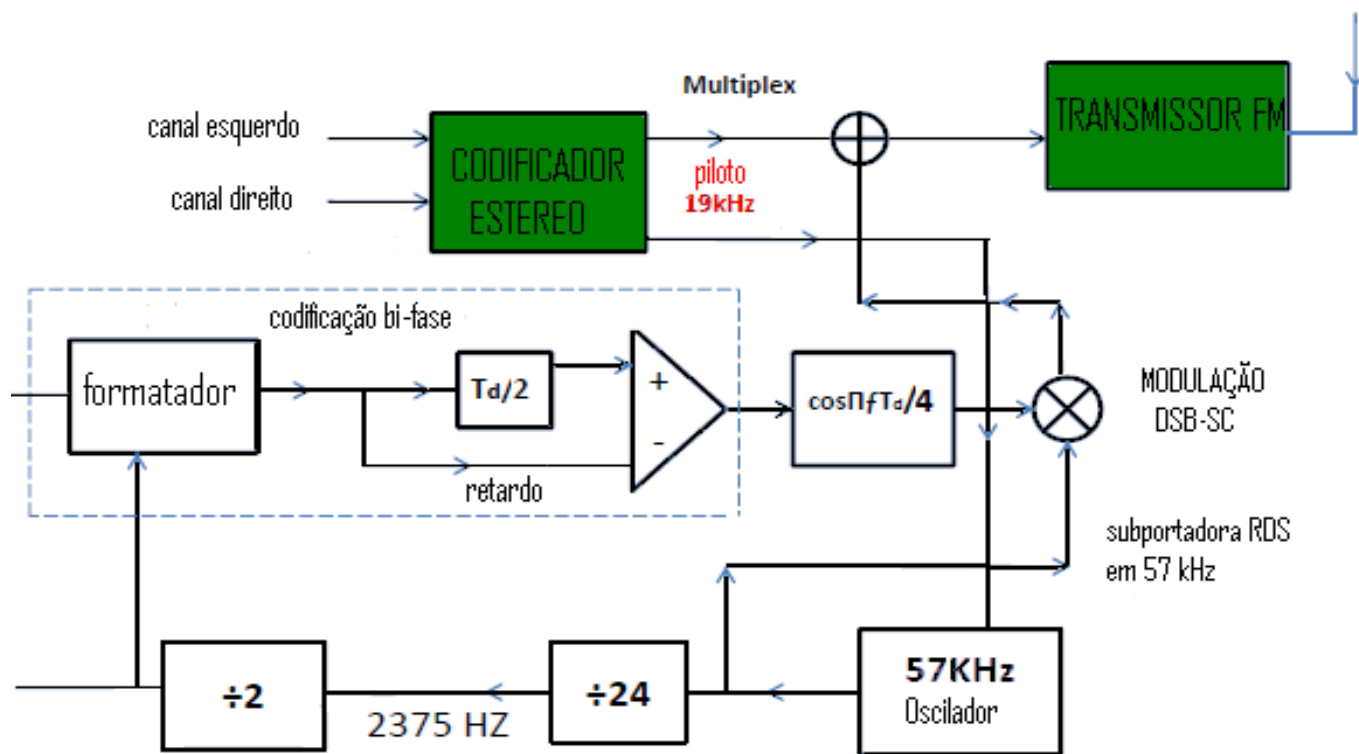 Multiplex
canal esquerdo
canal direito
CODIFICADOR
ESTEREO
piloto
19kHz
TRANSMISSOR FM
codificação bi-fase
formatador
Td/2
+
-
retardo
cosΠfTd/4
MODULAÇÃO
DSB-SC
subportadora RDS
em 57 kHz
÷2
2375 HZ
÷24
57KHz
Oscilador